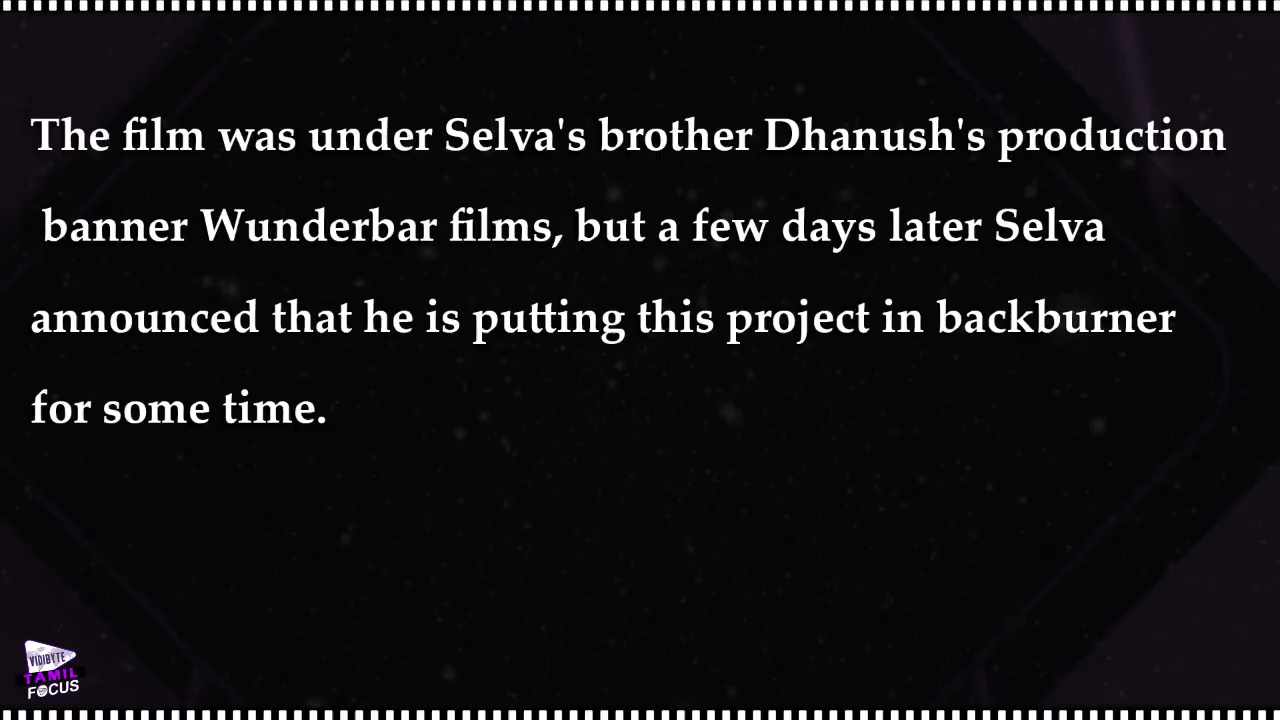 The film was under Selva's brother Dhanush's production
banner Wunderbar films, but a few days later Selva
announced that he is putting this project in backburner
for some time.
VIDIBYTE
TAMIL
FOCUS